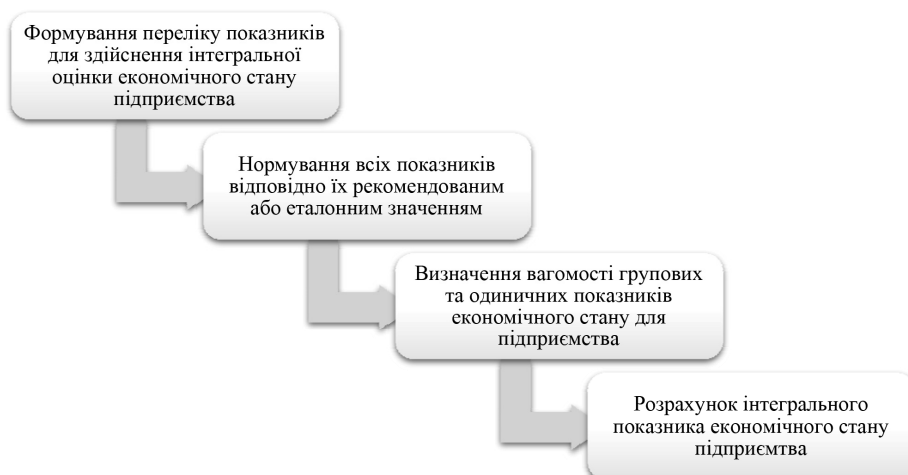 Формування переліку показників
для здійснення інтегральної
оцінки економічного стану
підприємства
Нормування всіх показників
відповідно їх рекомендованим
або еталонним значенням
Визначення вагомості групових
та одиничних показників
економічного стану для
підприємства
Розрахунок інтегрального
показника економічного стану
підприємтва